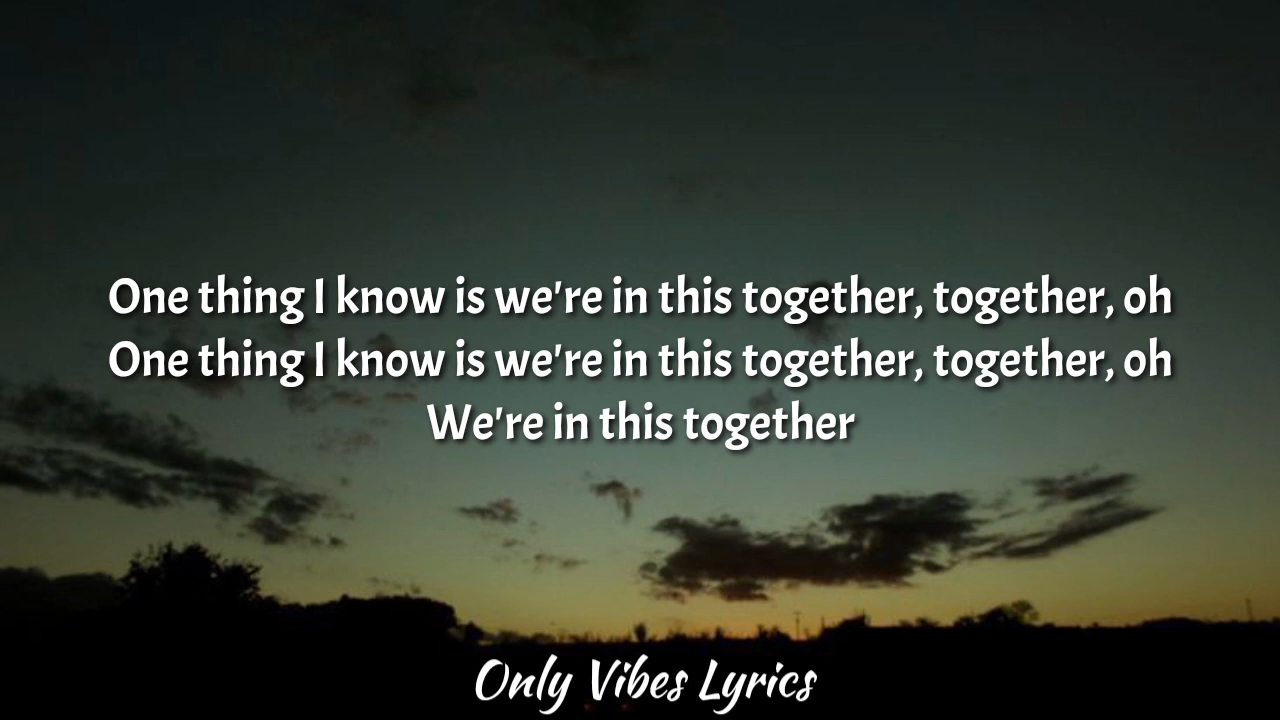 One thing I know is we're in this together, together, oh
One thing I know is we're in this together, together, oh
We're in this together
Only Vibes Lyrics